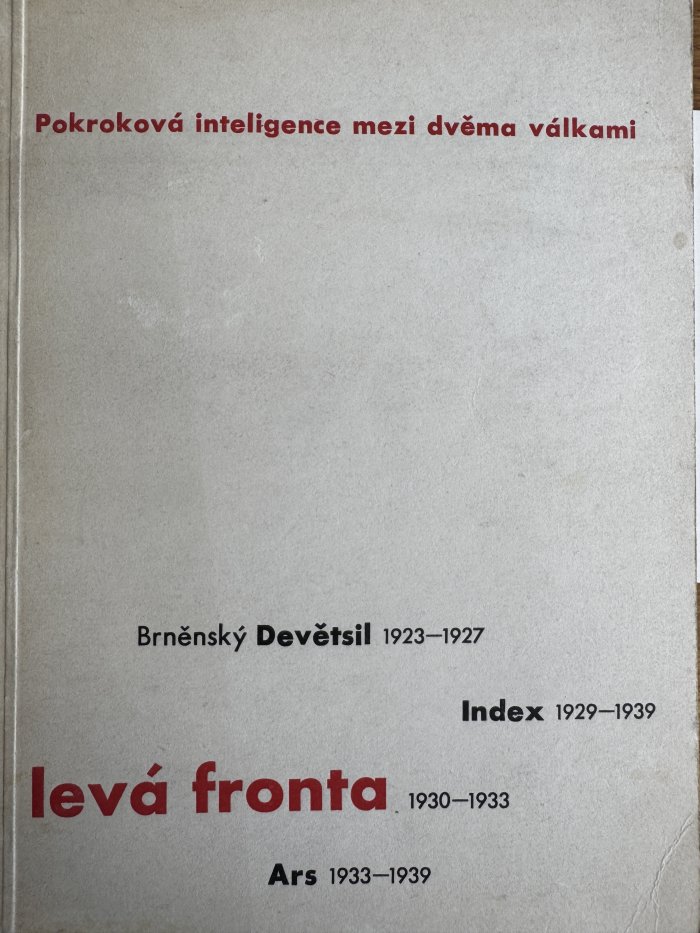 Pokroková inteligence mezi dvěma válkami
Brněnský Devětsil 1923—1927
Index 1929—1939
levá fronta 1930—1933
Ars 1933—1939